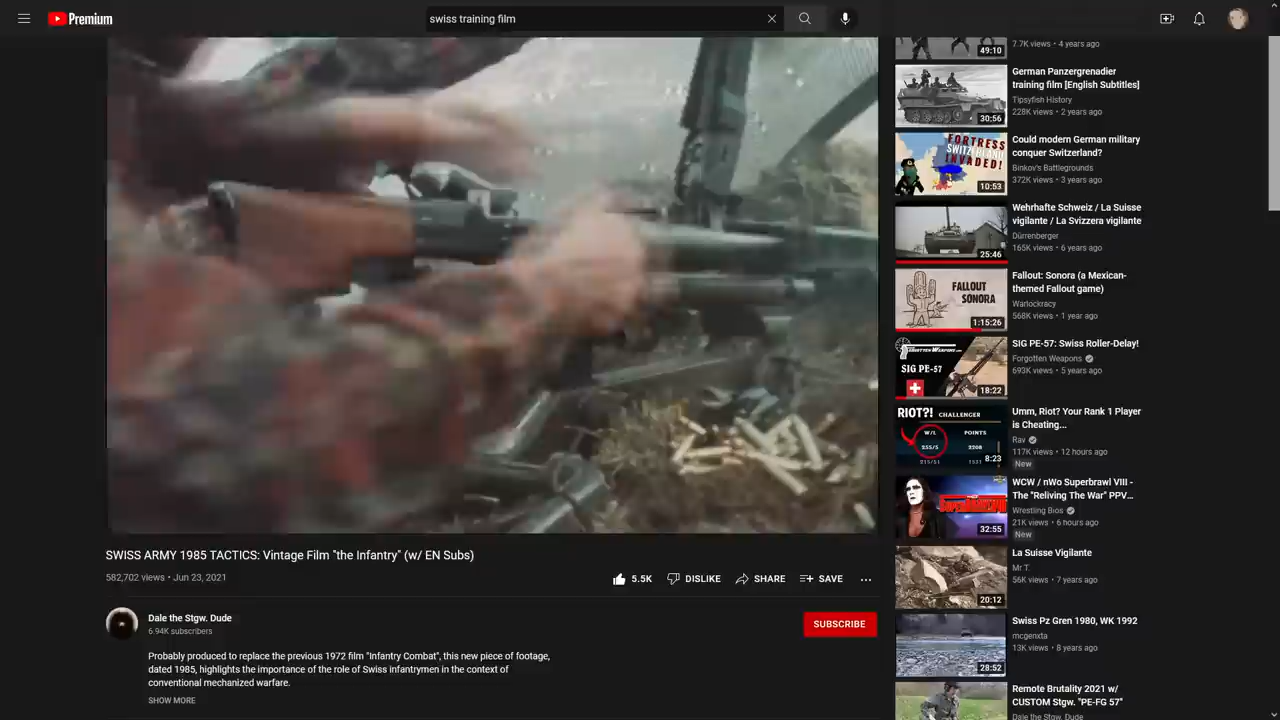 Premium
swiss training film
49:10
7.7K views • 4 years ago
30:56
German Panzergrenadier
training film [English Subtitles]
Tipsyfish History
228K views • 2 years ago
FORTRESS
SWITZERLAND
INVADED!
10:53
Could modern German military
conquer Switzerland?
Binkov's Battlegrounds
372K views • 3 years ago
25:46
Wehrhafte Schweiz / La Suisse
vigilante / La Svizzera vigilante
Dürrenberger
165K views • 6 years ago
FALLOUT
SONORA
1:15:26
Fallout: Sonora (a Mexican-
themed Fallout game)
Warlockracy
568K views • 1 year ago
FORGOTTEN WEAPONS.COM
SIG PE-57
18:22
SIG PE-57: Swiss Roller-Delay!
Forgotten Weapons
693K views • 5 years ago
RIOT?! CHALLENGER
W/L POINTS
255/5 2208
8:23
Umm, Riot? Your Rank 1 Player
is Cheating...
Rav
117K views • 12 hours ago
New
32:55
WCW / nWo Superbrawl VIII -
The "Reliving The War" PPV...
Wrestling Bios
21K views • 6 hours ago
New
20:12
La Suisse Vigilante
Mr T.
56K views • 7 years ago
28:52
Swiss Pz Gren 1980, WK 1992
mcgenxta
13K views • 8 years ago
Remote Brutality 2021 w/
CUSTOM Stgw. "PE-FG 57"
Dale the Stgw. Dude
SWISS ARMY 1985 TACTICS: Vintage Film "the Infantry" (w/ EN Subs)
582,702 views • Jun 23, 2021
5.5K
DISLIKE
SHARE
SAVE
Dale the Stgw. Dude
6.94K subscribers
SUBSCRIBE
Probably produced to replace the previous 1972 film "Infantry Combat", this new piece of footage,
dated 1985, highlights the importance of the role of Swiss infantrymen in the context of
conventional mechanized warfare.
SHOW MORE